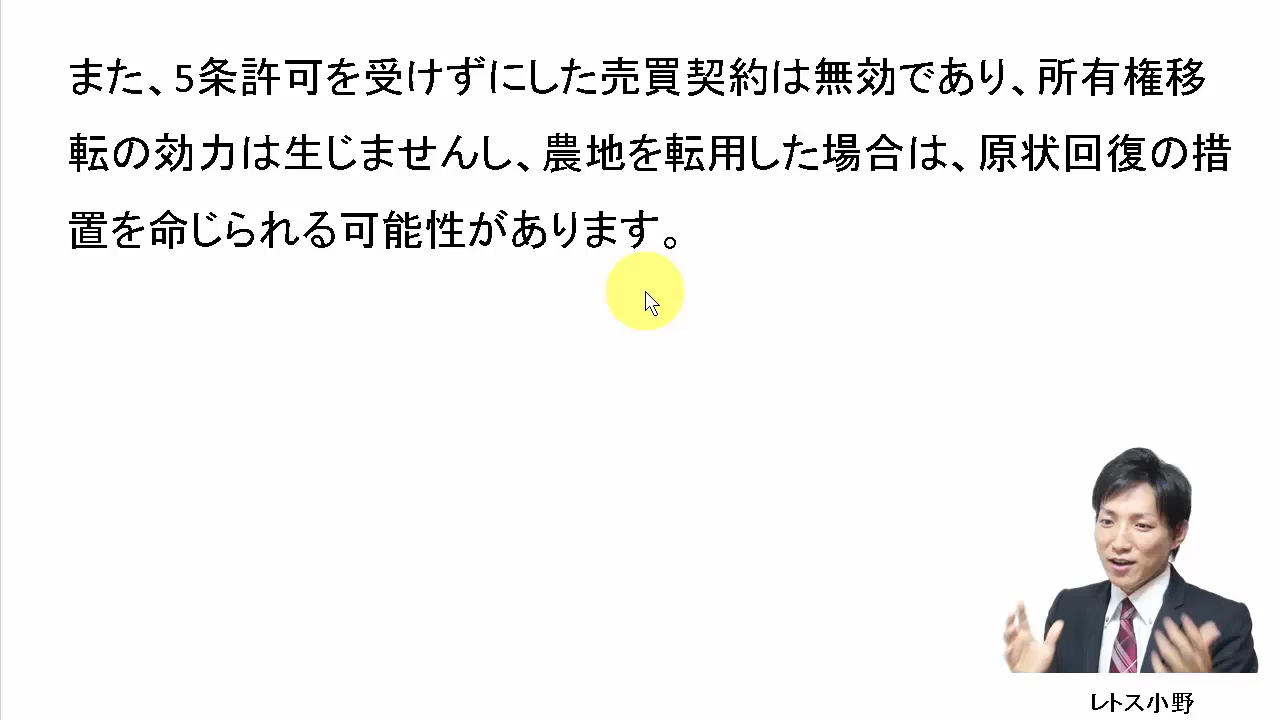 また、5条許可を受けずにした売買契約は無効であり、所有権移
転の効力は生じませんし、農地を転用した場合は、原状回復の措
置を命じられる可能性があります。
レトス小野